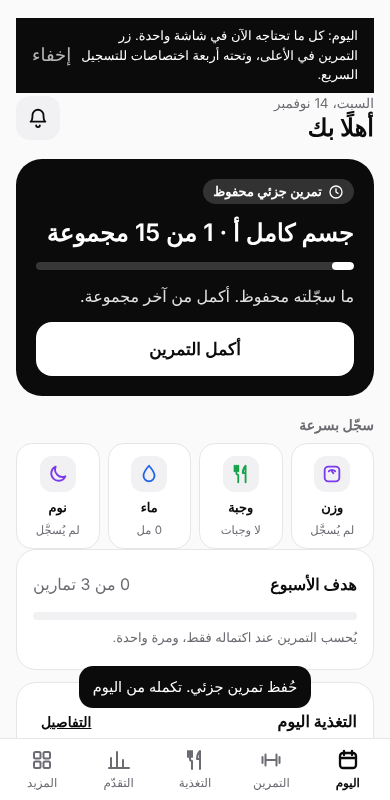 اليوم: كل ما تحتاجه الآن في شاشة واحدة. زر
التمرين في الأعلى، وتحته أربعة اختصاصات للتسجيل
السريع.
إخفاء
السبت، 14 نوفمبر
أهلًا بك
تمرين جزئي محفوظ
جسم كامل أ · 1 من 15 مجموعة
ما سجّلته محفوظ. أكمل من آخر مجموعة.
أكمل التمرين
سجّل بسرعة
وزن
لم يُسجَّل
وجبة
لا وجبات
ماء
0 مل
نوم
لم يُسجَّل
هدف الأسبوع
0 من 3 تمارين
يُحسب التمرين عند اكتماله فقط، ومرة واحدة.
حُفظ تمرين جزئي. تكمله من اليوم
التغذية اليوم
التفاصيل
اليوم
التمرين
التغذية
التقدّم
المزيد